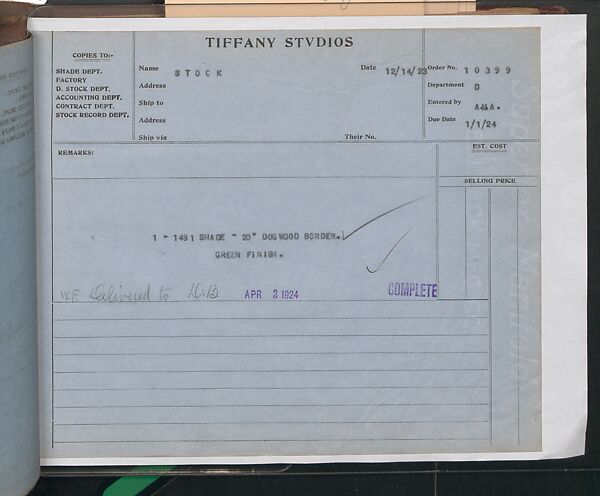 TIFFANY STVDIOS
COPIES TO:-
SHADE DEPT.
FACTORY
D. STOCK DEPT.
ACCOUNTING DEPT.
CONTRACT DEPT.
STOCK RECORD DEPT.
Name STOCK Date 12/14/23 Order No. 10399
Address Department D
Ship to Entered by AMA.
Address Due Date 1/1/24
Ship via Their No.
REMARKS:
EST. COST
SELLING PRICE
1 - 1491 SHADE - 20" DOGWOOD BORDER.
GREEN FINISH.
W.F. Delivered to D.B APR 3 1924 COMPLETE